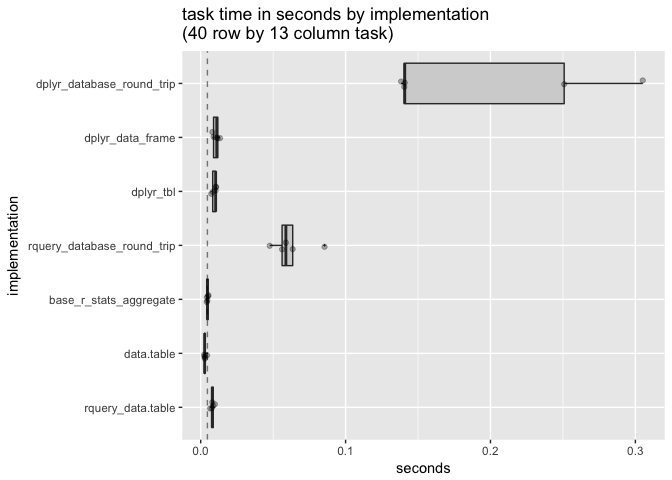 task time in seconds by implementation
(40 row by 13 column task)
dplyr_database_round_trip
dplyr_data_frame
dplyr_tbl
rquery_database_round_trip
base_r_stats_aggregate
data.table
rquery_data.table
implementation
0.0 0.1 0.2 0.3
seconds